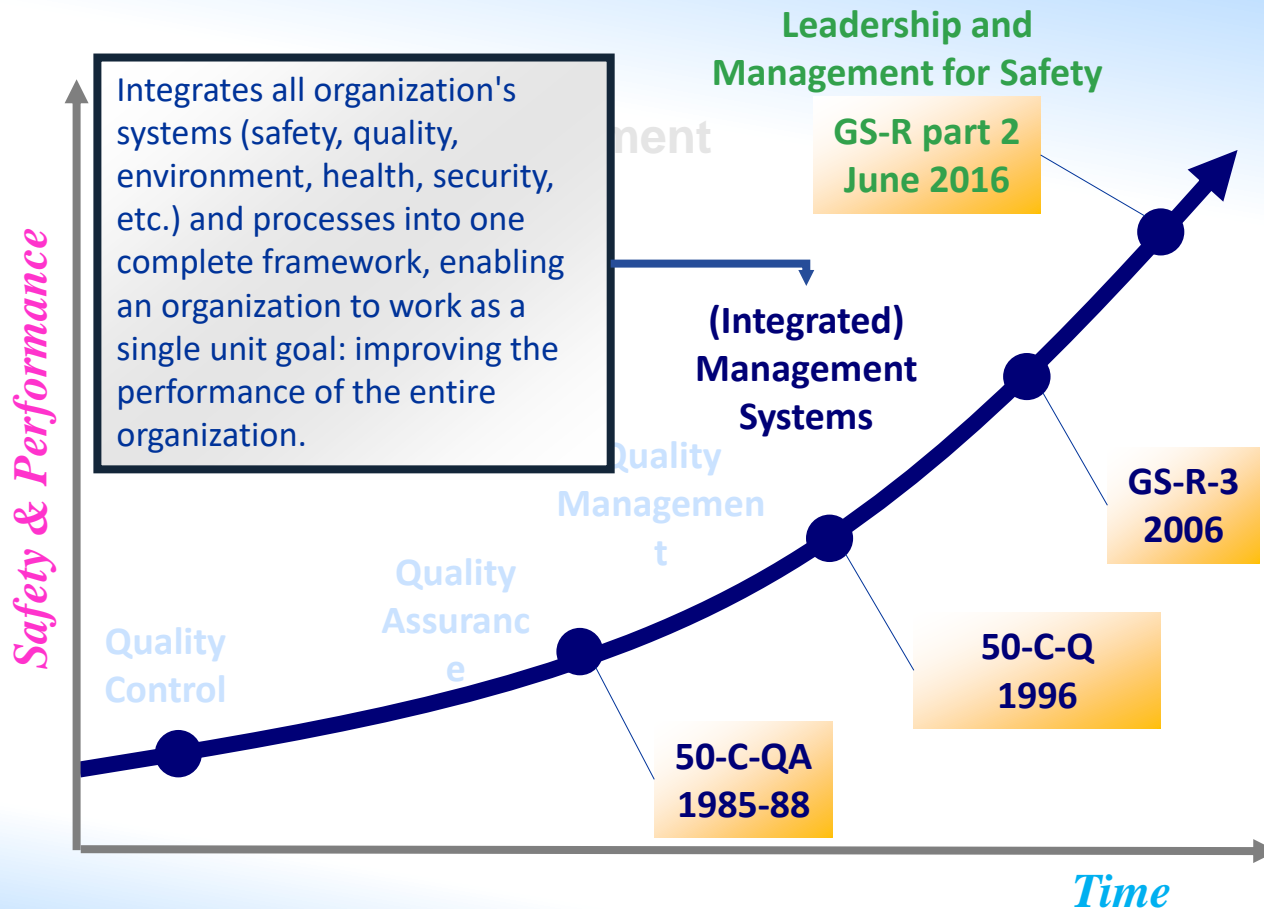 Leadership and
Management for Safety
GS-R part 2
June 2016
Integrates all organization's
systems (safety, quality,
environment, health, security,
etc.) and processes into one
complete framework, enabling
an organization to work as a
single unit goal: improving the
performance of the entire
organization.
(Integrated)
Management
Systems
Quality
Managemen
t
Quality
Assuranc
e
Quality
Control
GS-R-3
2006
50-C-Q
1996
50-C-QA
1985-88
Safety & Performance
Time